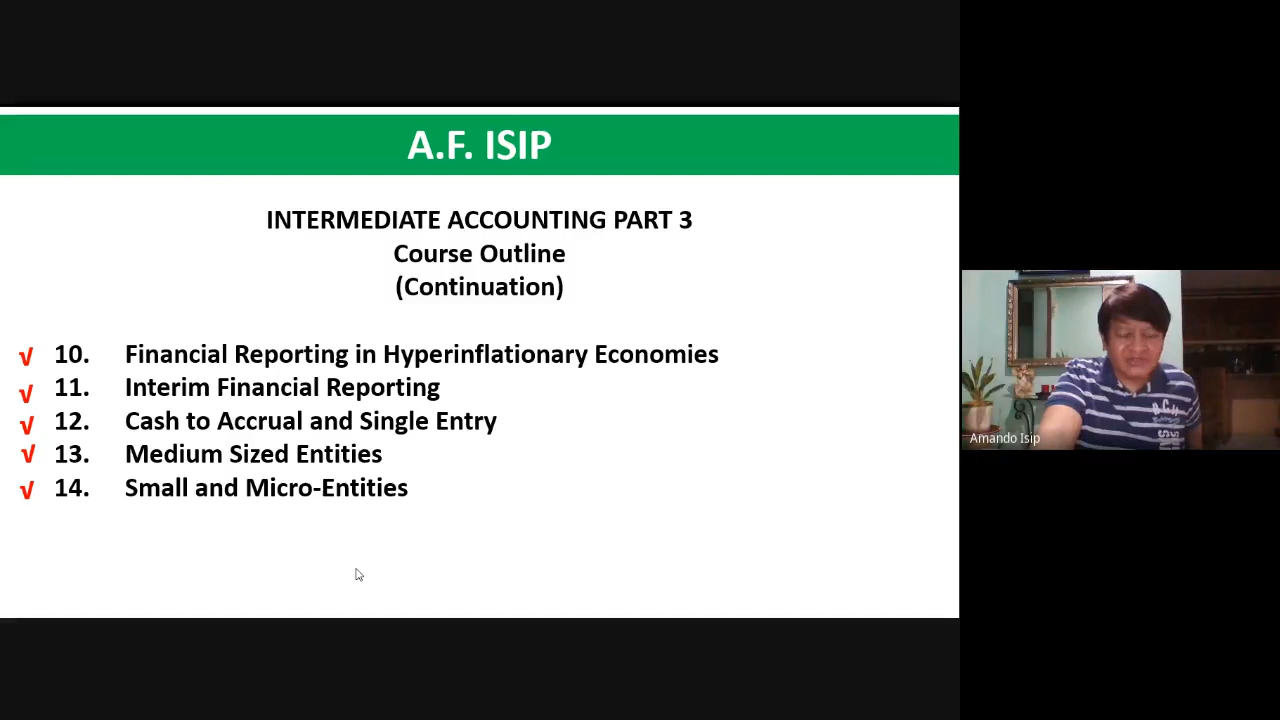 A.F. ISIP
INTERMEDIATE ACCOUNTING PART 3
Course Outline
(Continuation)
√ 10. Financial Reporting in Hyperinflationary Economies
√ 11. Interim Financial Reporting
√ 12. Cash to Accrual and Single Entry
√ 13. Medium Sized Entities
√ 14. Small and Micro-Entities
Amando Isip